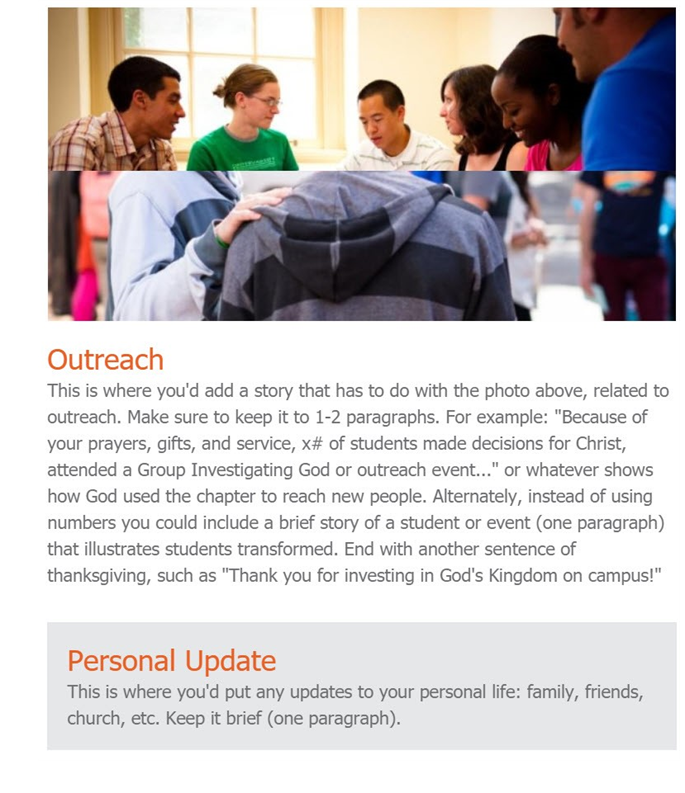 Outreach
This is where you'd add a story that has to do with the photo above, related to
outreach. Make sure to keep it to 1-2 paragraphs. For example: "Because of
your prayers, gifts, and service, x# of students made decisions for Christ,
attended a Group Investigating God or outreach event..." or whatever shows
how God used the chapter to reach new people. Alternately, instead of using
numbers you could include a brief story of a student or event (one paragraph)
that illustrates students transformed. End with another sentence of
thanksgiving, such as "Thank you for investing in God's Kingdom on campus!"
Personal Update
This is where you'd put any updates to your personal life: family, friends,
church, etc. Keep it brief (one paragraph).